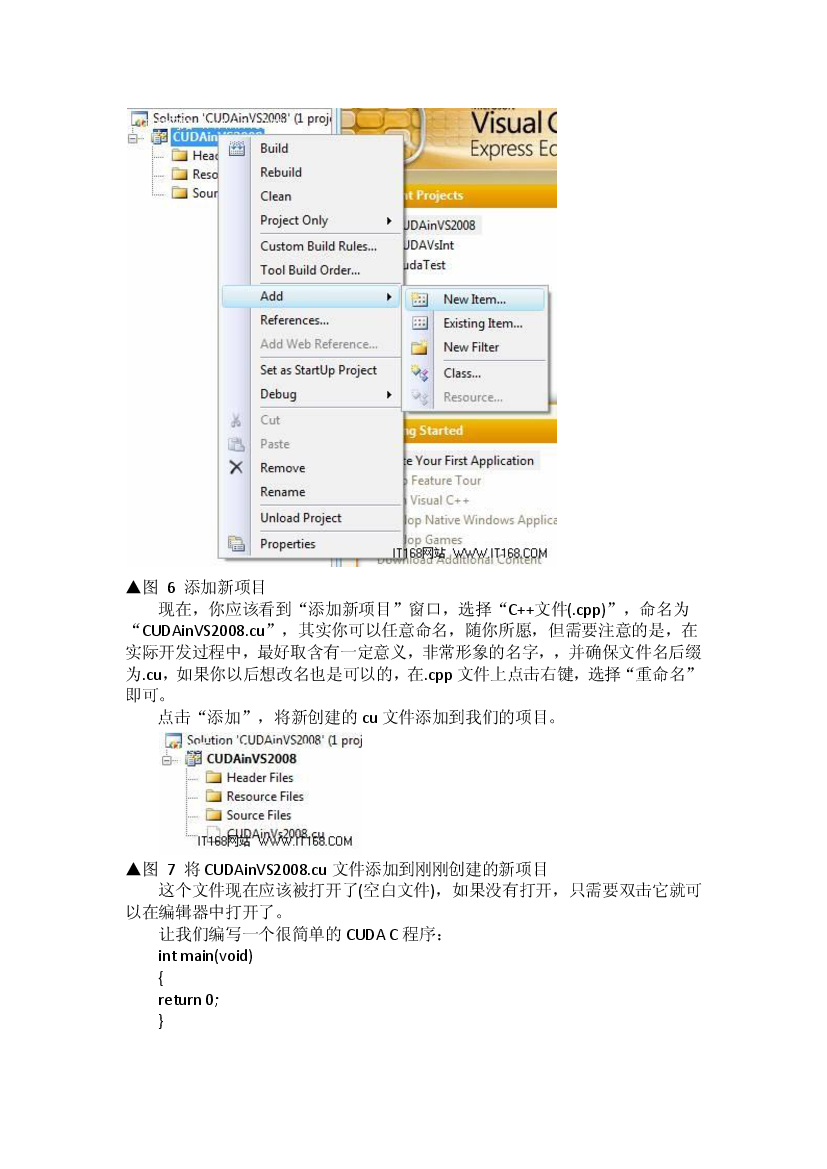 Solution 'CUDAinVS2008' (1 proje
CUDAinVS2008
Build
Rebuild
Clean
Project Only
Custom Build Rules...
Tool Build Order...
Add
References...
Add Web Reference...
Set as StartUp Project
Debug
Cut
Paste
Remove
Rename
Unload Project
Properties
New Item...
Existing Item...
New Filter
Class...
Resource...
Visual C
Express Ed
nt Projects
CUDAinVS2008
UDAVsInt
udaTest
ng Started
te Your First Application
Feature Tour
Visual C++
lop Native Windows Applica
lop Games
Download Additional Content
IT168网站 WWW.IT168.COM
▲图 6 添加新项目
现在，你应该看到“添加新项目”窗口，选择“C++文件(.cpp)”，命名为
“CUDAinVS2008.cu”，其实你可以任意命名，随你所愿，但需要注意的是，在
实际开发过程中，最好取含有一定意义，非常形象的名字，，并确保文件名后缀
为.cu，如果你以后想改名也是可以的，在.cpp 文件上点击右键，选择“重命名”
即可。
点击“添加”，将新创建的 cu 文件添加到我们的项目。
Solution 'CUDAinVS2008' (1 proj
CUDAinVS2008
Header Files
Resource Files
Source Files
CUDAinVs2008.cu
IT168网站 WWW.IT168.COM
▲图 7 将 CUDAinVS2008.cu 文件添加到刚刚创建的新项目
这个文件现在应该被打开了(空白文件)，如果没有打开，只需要双击它就可
以在编辑器中打开了。
让我们编写一个很简单的 CUDA C 程序：
int main(void)
{
return 0;
}